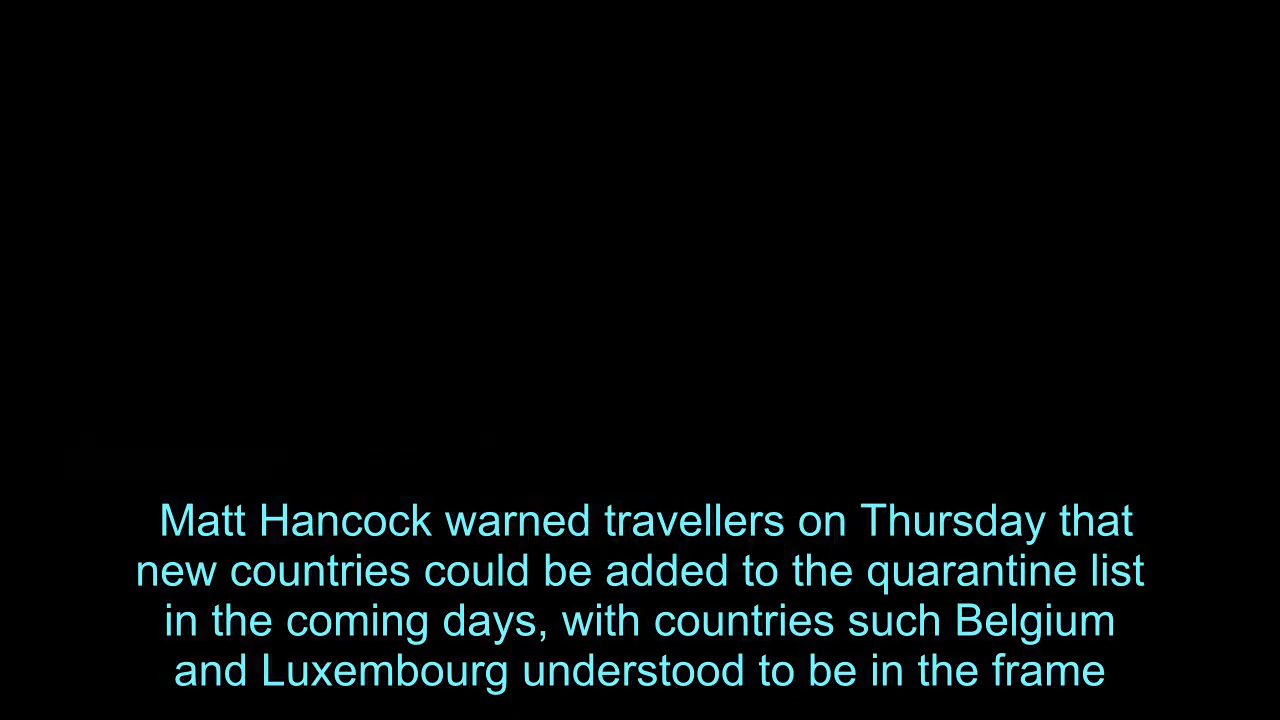 Matt Hancock warned travellers on Thursday that
new countries could be added to the quarantine list
in the coming days, with countries such Belgium
and Luxembourg understood to be in the frame